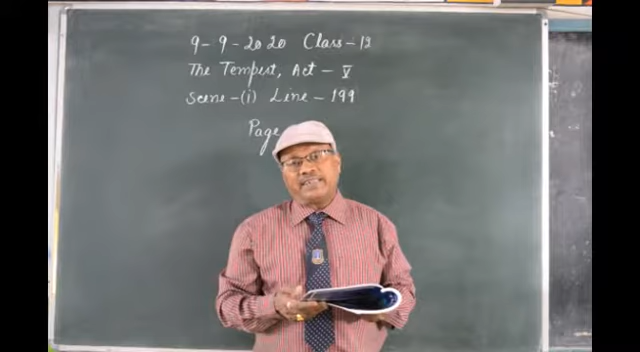 9-9-2020 Class-12
The Tempest, Act - V
Scene-(i) Line - 199
Page